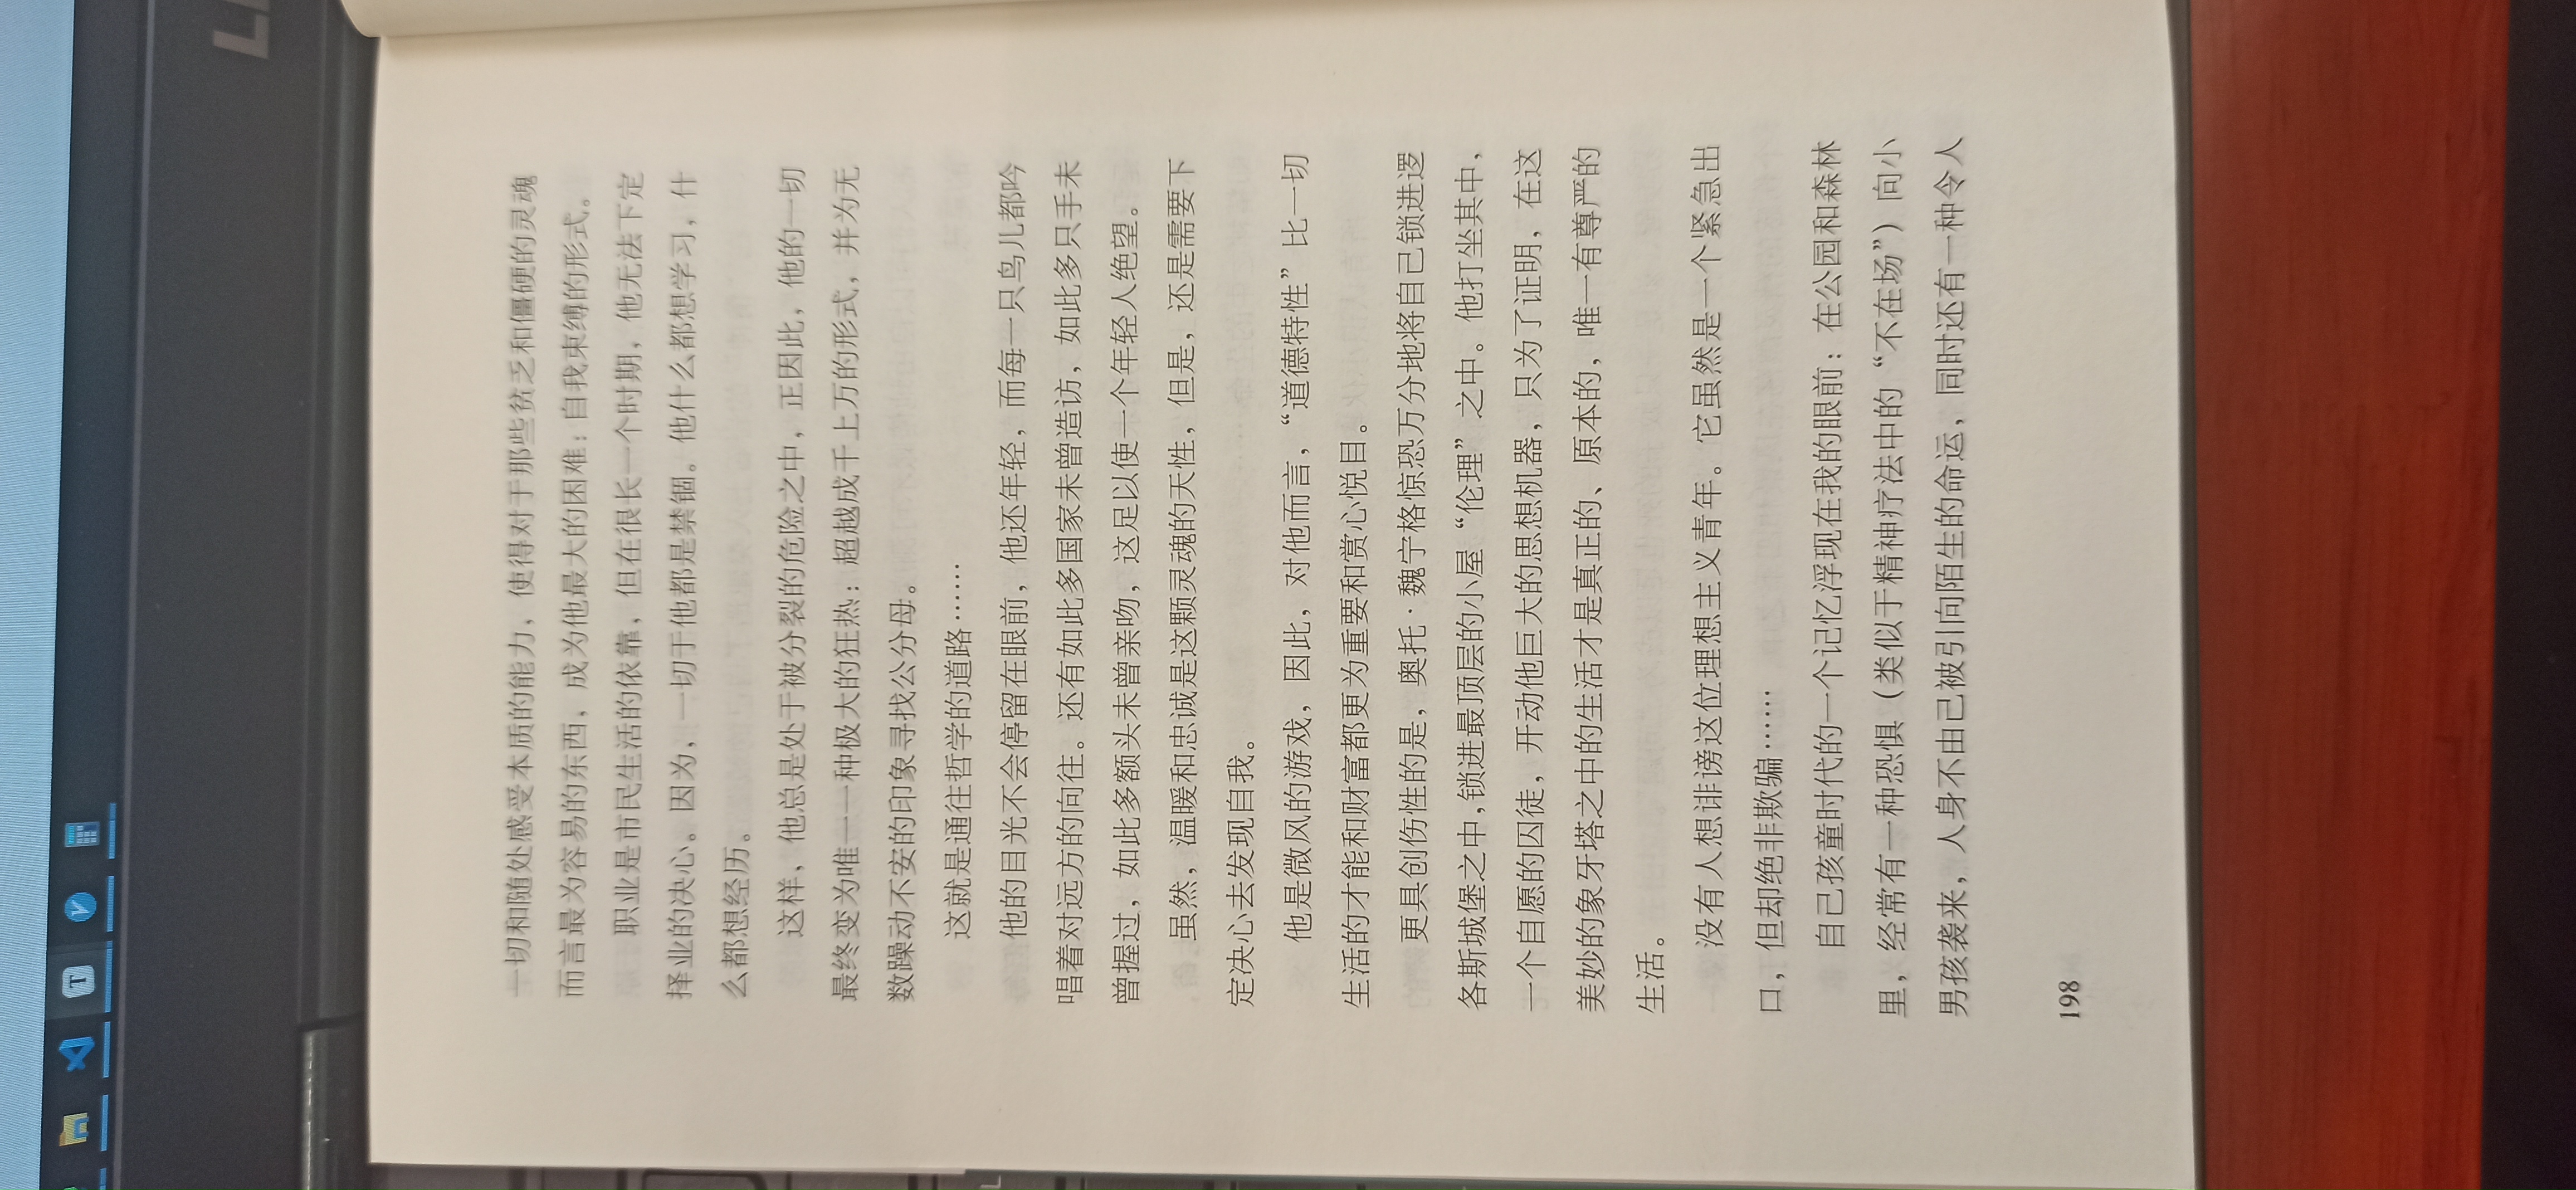 T
V
L
一切和随处感受本质的能力，使得对于那些贫乏和僵硬的灵魂
而言最为容易的东西，成为他最大的困难：自我束缚的形式。
职业是市民生活的依靠，但在很长一个时期，他无法下定
择业的决心。因为，一切于他都是禁锢。他什么都想学习，什
么都想经历。
这样，他总是处于被分裂的危险之中，正因此，他的一切
最终变为唯一一种极大的狂热：超越成千上万的形式，并为无
数躁动不安的印象寻找公分母。
这就是通往哲学的道路……
他的目光不会停留在眼前，他还年轻，而每一只鸟儿都吟
唱着对远方的向往。还有如此多国家未曾造访，如此多只手未
曾握过，如此多额头未曾亲吻，这足以使一个年轻人绝望。
虽然，温暖和忠诚是这颗灵魂的天性，但是，还是需要下
定决心去发现自我。
他是微风的游戏，因此，对他而言，“道德特性”比一切
生活的才能和财富都更为重要和赏心悦目。
更具创伤性的是，奥托·魏宁格惊恐万分地将自己锁进逻
各斯城堡之中，锁进最顶层的小屋“伦理”之中。他打坐其中，
一个自愿的囚徒，开动他巨大的思想机器，只为了证明，在这
美妙的象牙塔之中的生活才是真正的、原本的，唯一有尊严的
生活。
没有人想诽谤这位理想主义青年。它虽然是一个紧急出
口，但却绝非欺骗……
自己孩童时代的一个记忆浮现在我的眼前：在公园和森林
里，经常有一种恐惧（类似于精神疗法中的“不在场”）向小
男孩袭来，人身不由己被引向陌生的命运，同时还有一种令人
198